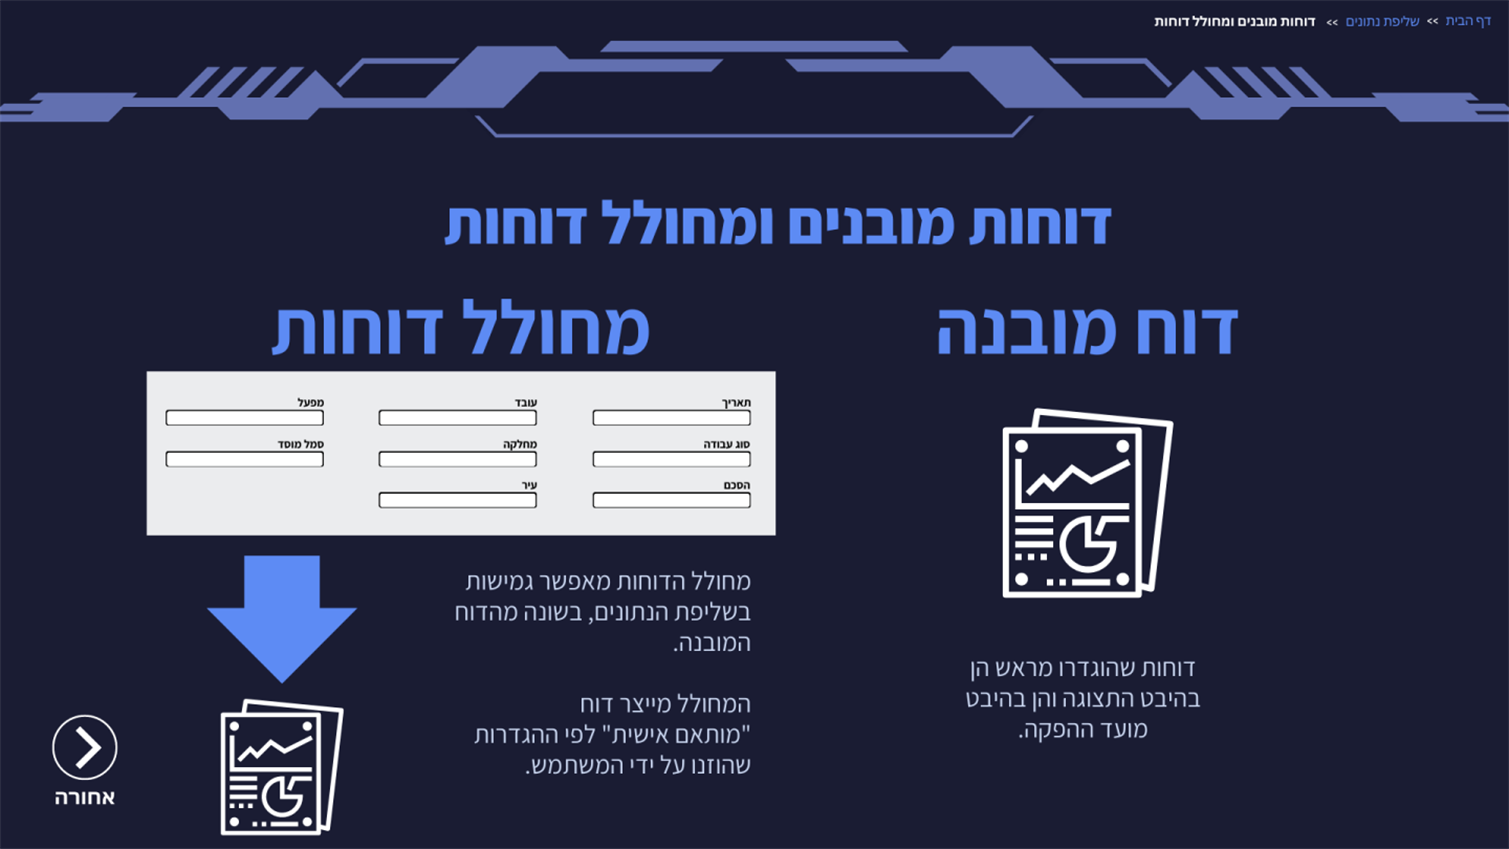 דף הבית >> שליפת נתונים >> דוחות מובנים ומחולל דוחות
דוחות מובנים ומחולל דוחות
דוח מובנה
דוחות שהוגדרו מראש הן
בהיבט התצוגה והן בהיבט
מועד ההפקה.
מחולל דוחות
תאריך
עובד
מפעל
סוג עבודה
מחלקה
סמל מוסד
הסכם
עיר
מחולל הדוחות מאפשר גמישות
בשליפת הנתונים, בשונה מהדוח
המובנה.
המחולל מייצר דוח
"מותאם אישית" לפי ההגדרות
שהוזנו על ידי המשתמש.
אחורה